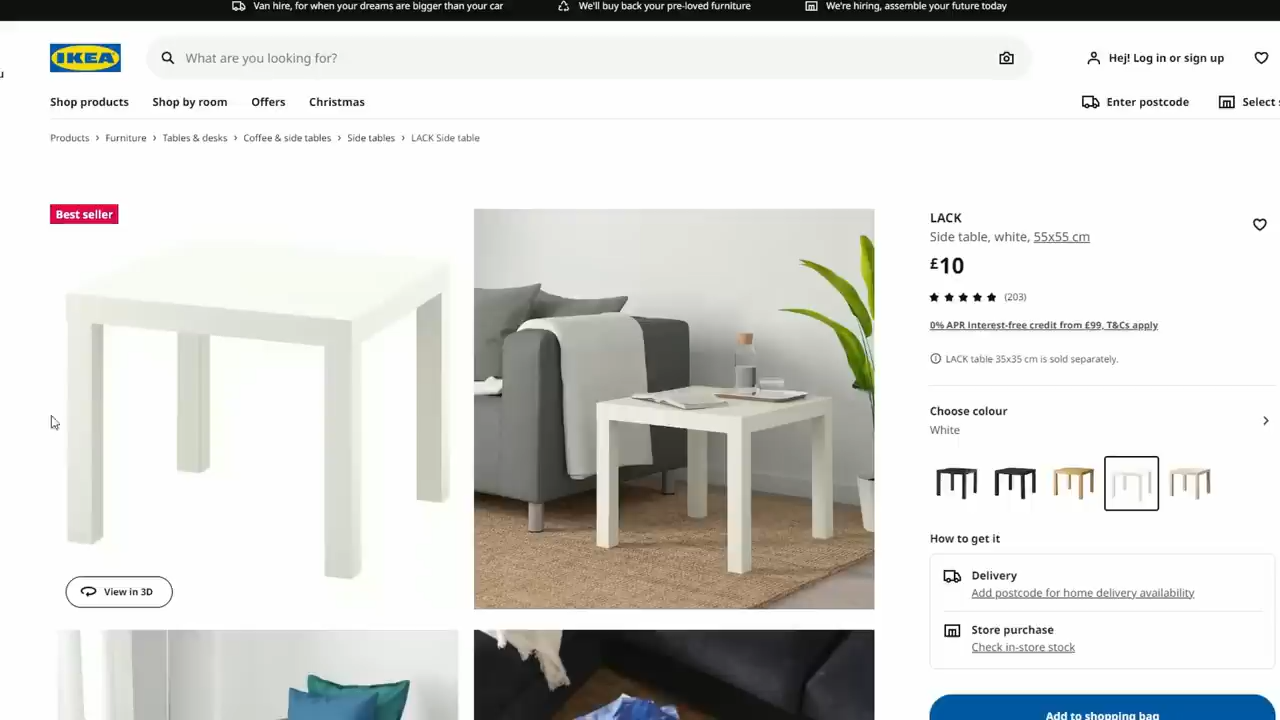 Van hire, for when your dreams are bigger than your car
We'll buy back your pre-loved furniture
We're hiring, assemble your future today
IKEA
What are you looking for?
Hej! Log in or sign up
Shop products
Shop by room
Offers
Christmas
Enter postcode
Select
Products › Furniture › Tables & desks › Coffee & side tables › Side tables › LACK Side table
Best seller
View in 3D
LACK
Side table, white, 55x55 cm
£10
(203)
0% APR Interest-free credit from £99, T&Cs apply
LACK table 35x35 cm is sold separately.
Choose colour
White
How to get it
Delivery
Add postcode for home delivery availability
Store purchase
Check in-store stock
Add to shopping bag